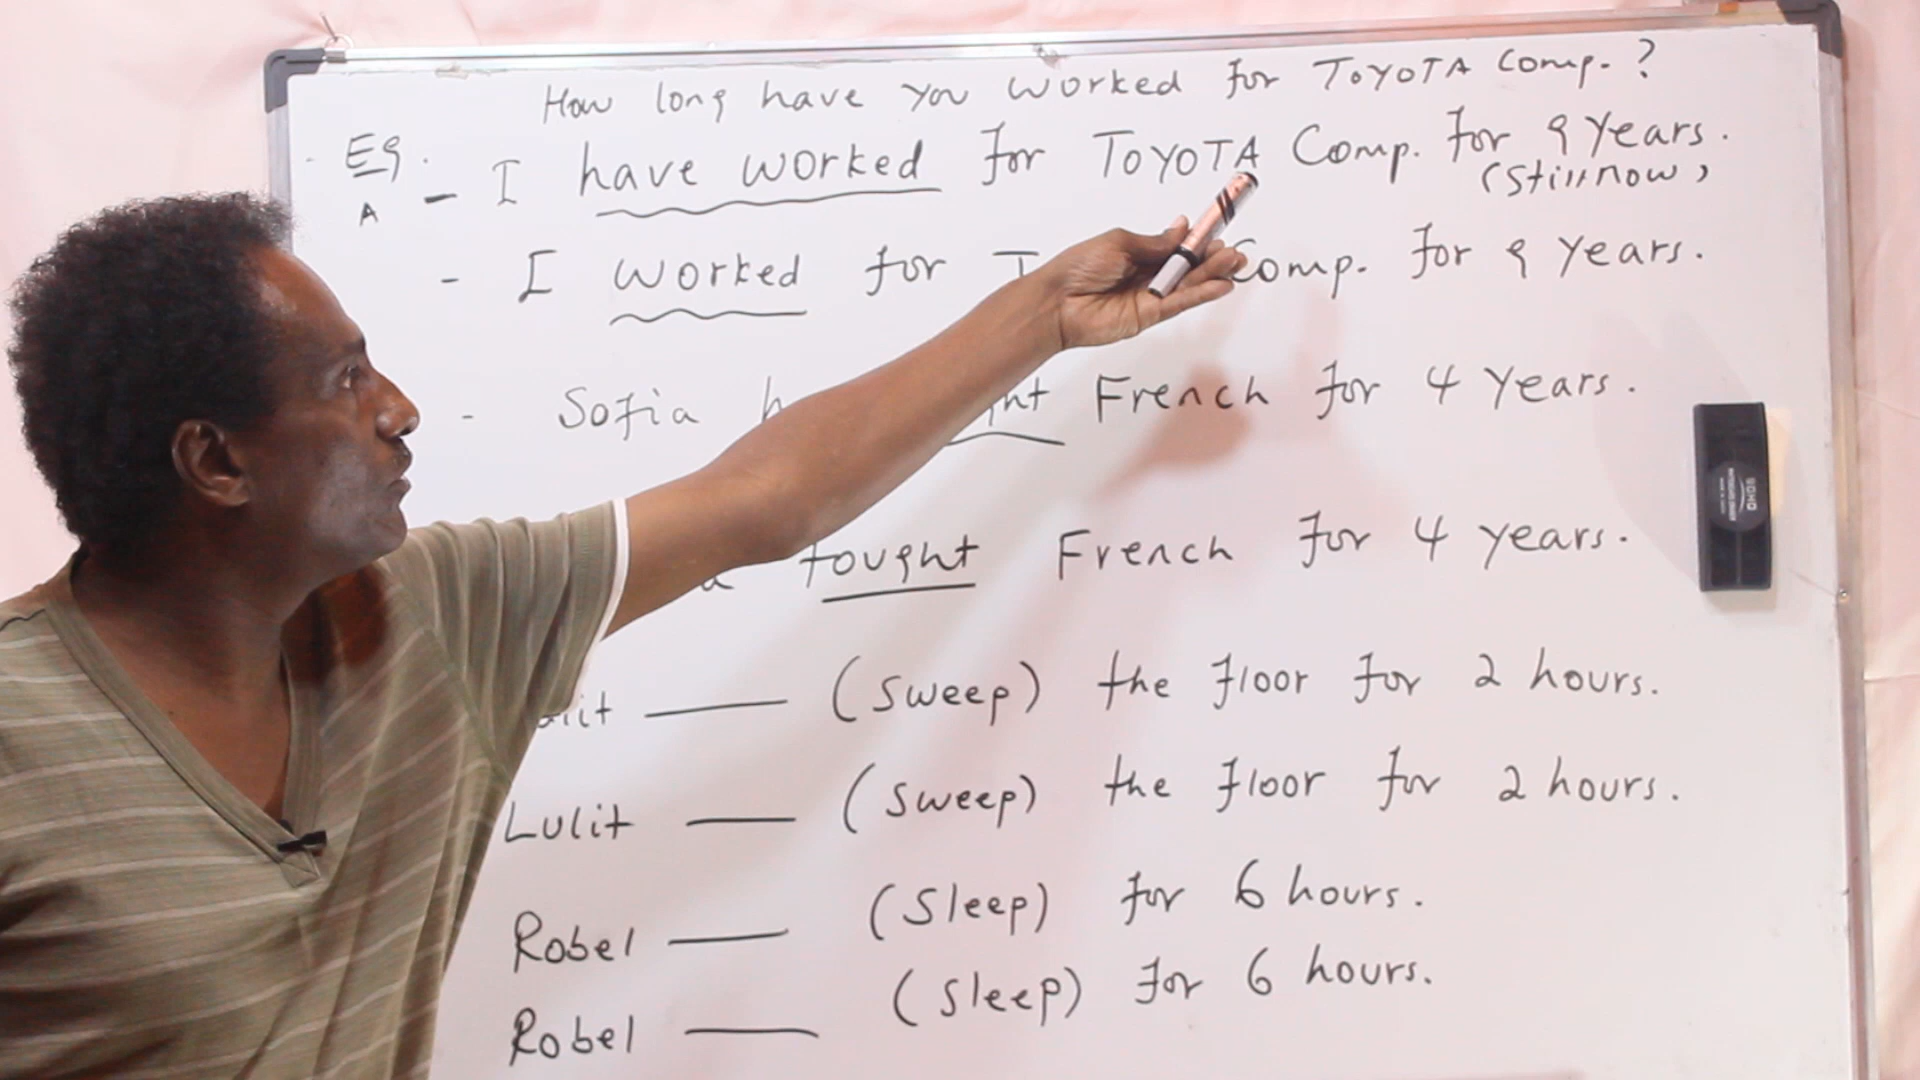 How long have you worked for TOYOTA Comp. ?
Eg. - I have worked for TOYOTA Comp. for 9 Years.
A
(still now)
- I worked for Comp. for 9 Years.
- Sofia French for 4 Years.
tought French for 4 years.
(Sweep) the floor for 2 hours.
Lulit (Sweep) the floor for 2 hours.
Robel (Sleep) for 6 hours.
Robel (Sleep) for 6 hours.
SOHO